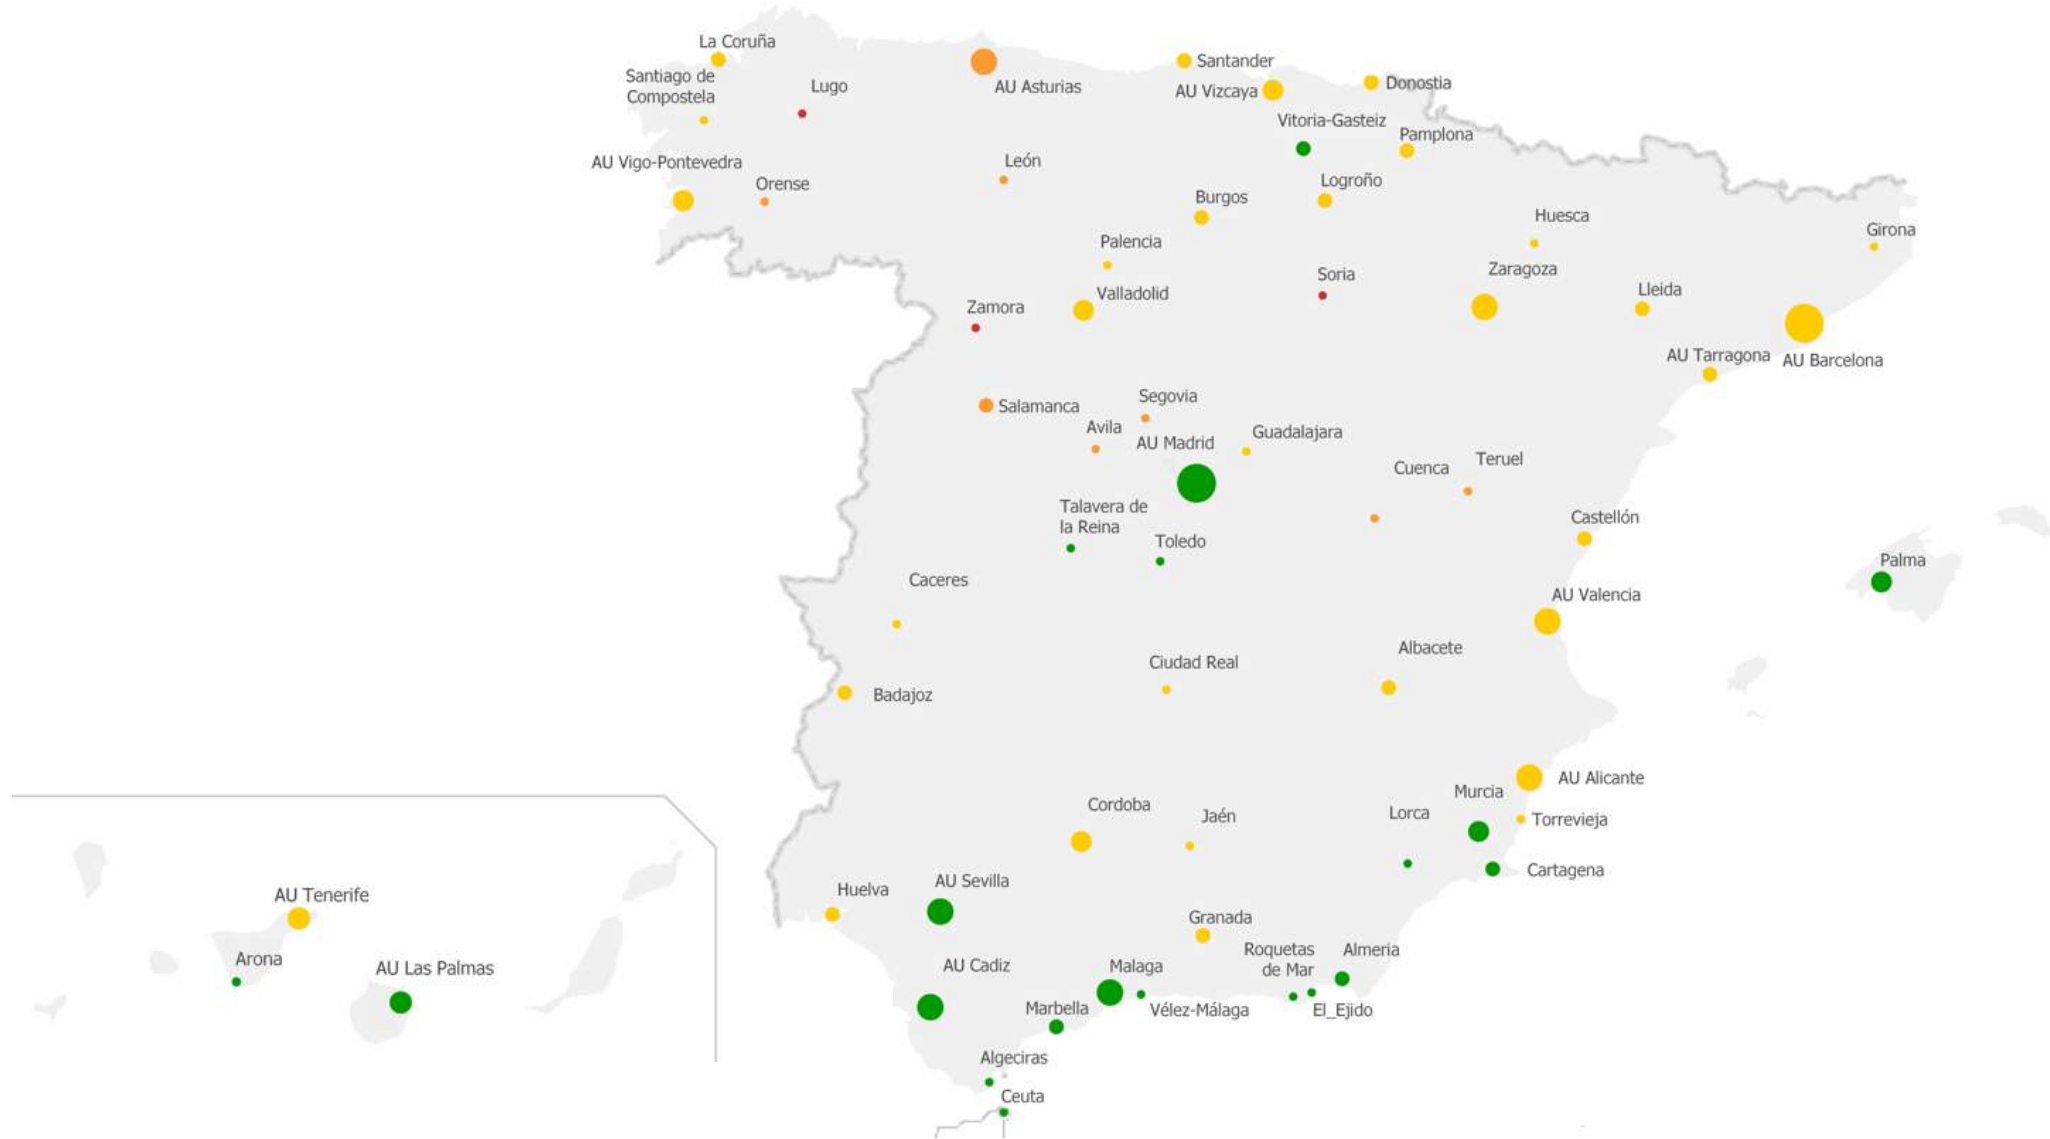 La Coruña
Santander
Santiago de
Compostela
Lugo
AU Asturias
AU Vizcaya
Donostia
Vitoria-Gasteiz
Pamplona
AU Vigo-Pontevedra
León
Orense
Logroño
Burgos
Huesca
Girona
Palencia
Zaragoza
Soria
Lleida
Valladolid
Zamora
AU Tarragona
AU Barcelona
Segovia
Salamanca
Avila
Guadalajara
AU Madrid
Teruel
Cuenca
Talavera de
la Reina
Castellón
Toledo
Palma
Caceres
AU Valencia
Albacete
Ciudad Real
Badajoz
AU Alicante
Murcia
Cordoba
Lorca
Jaén
Torrevieja
Cartagena
AU Sevilla
Huelva
AU Tenerife
Granada
Roquetas
de Mar
Almeria
Arona
AU Cadiz
Malaga
AU Las Palmas
Marbella
Vélez-Málaga
El_Ejido
Algeciras
Ceuta